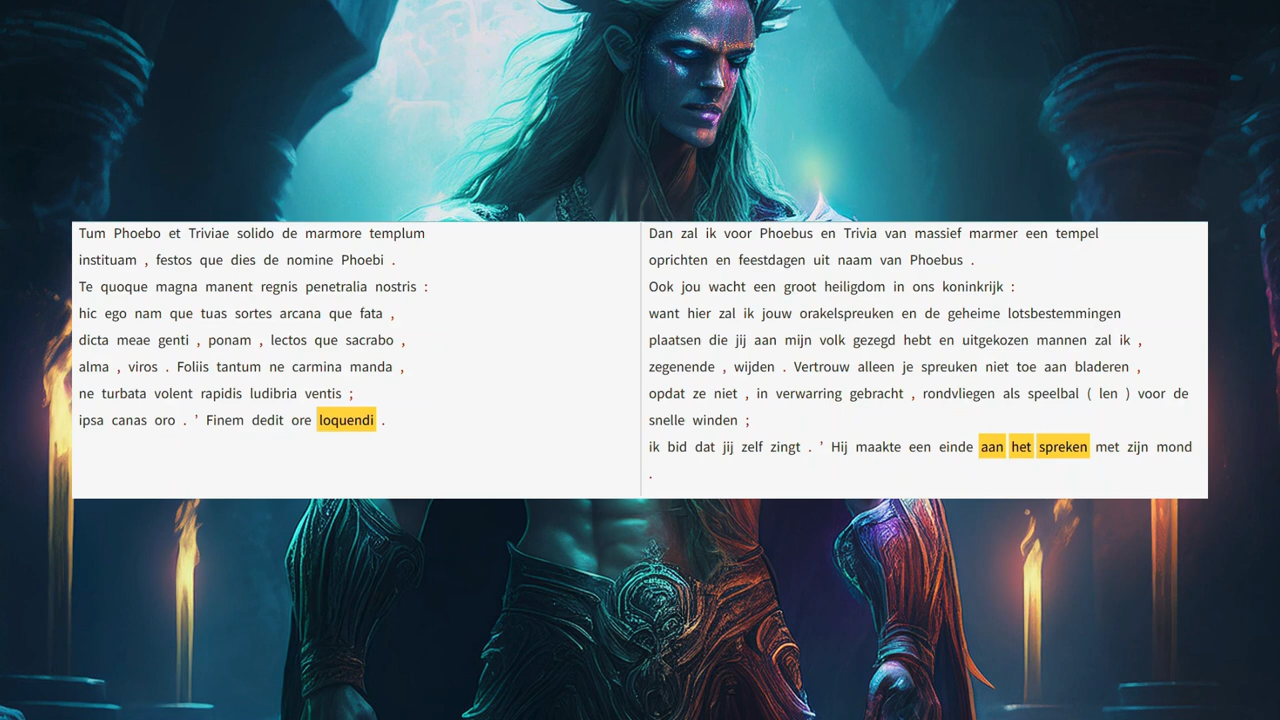 Tum Phoebo et Triviae solido de marmore templum
instituam , festos que dies de nomine Phoebi .
Te quoque magna manent regnis penetralia nostris :
hic ego nam que tuas sortes arcana que fata ,
dicta meae genti , ponam , lectos que sacrabo ,
alma , viros . Foliis tantum ne carmina manda ,
ne turbata volent rapidis ludibria ventis ;
ipsa canas oro . ’ Finem dedit ore loquendi .
Dan zal ik voor Phoebus en Trivia van massief marmer een tempel
oprichten en feestdagen uit naam van Phoebus .
Ook jou wacht een groot heiligdom in ons koninkrijk :
want hier zal ik jouw orakelspreuken en de geheime lotsbestemmingen
plaatsen die jij aan mijn volk gezegd hebt en uitgekozen mannen zal ik ,
zegenende , wijden . Vertrouw alleen je spreuken niet toe aan bladeren ,
opdat ze niet , in verwarring gebracht , rondvliegen als speelbal ( len ) voor de
snelle winden ;
ik bid dat jij zelf zingt . ’ Hij maakte een einde aan het spreken met zijn mond
.